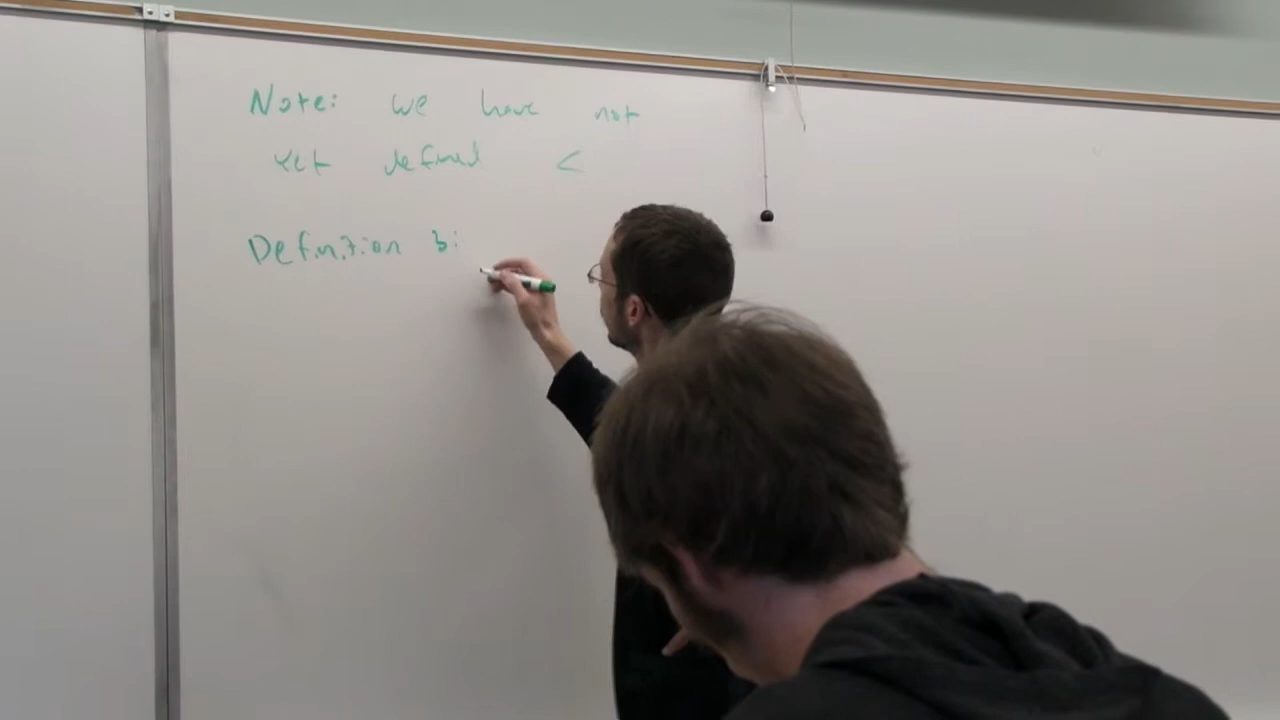 Note: we have not
yet defined <
Definition 3: